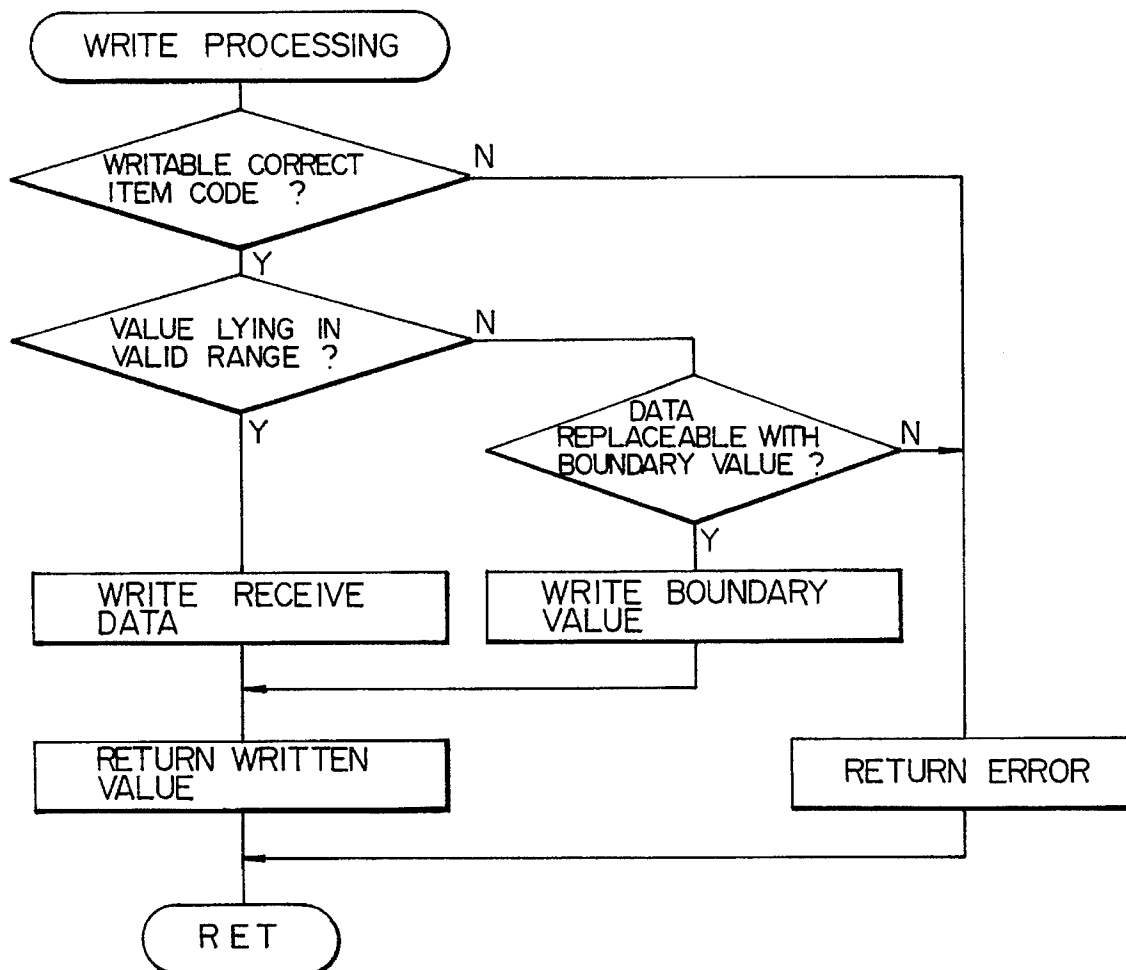 WRITE PROCESSING
WRITABLE CORRECT
ITEM CODE ?
N
Y
VALUE LYING IN
VALID RANGE ?
N
Y
DATA
REPLACEABLE WITH
BOUNDARY VALUE ?
N
Y
WRITE RECEIVE
DATA
WRITE BOUNDARY
VALUE
RETURN WRITTEN
VALUE
RETURN ERROR
RET